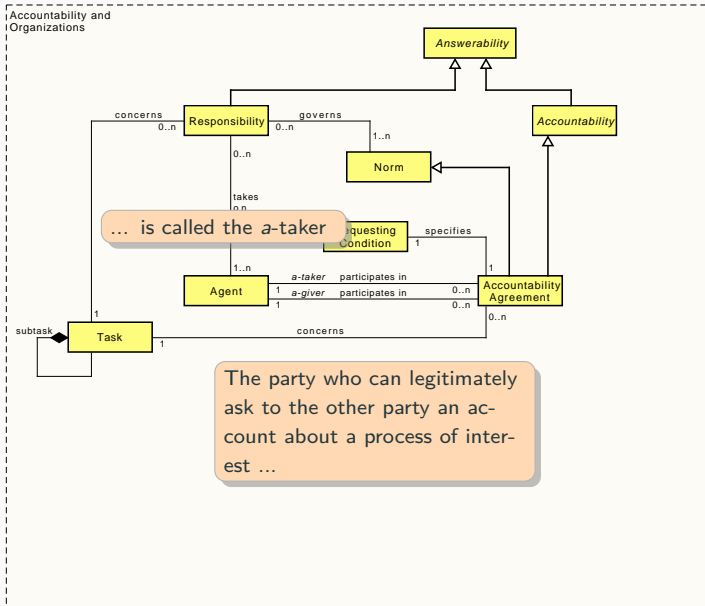 Accountability and
Organizations
Answerability
concerns
Responsibility
governs
Accountability
0..n
0..n
1..n
0..n
Norm
takes
... is called the a-taker
questing
Condition
specifies
1
1
1..n
a-taker participates in
Agent
1
0..n
Accountability
Agreement
a-giver participates in
1
0..n
1
0..n
subtask
Task
concerns
1
The party who can legitimately
ask to the other party an ac-
count about a process of inter-
est ...